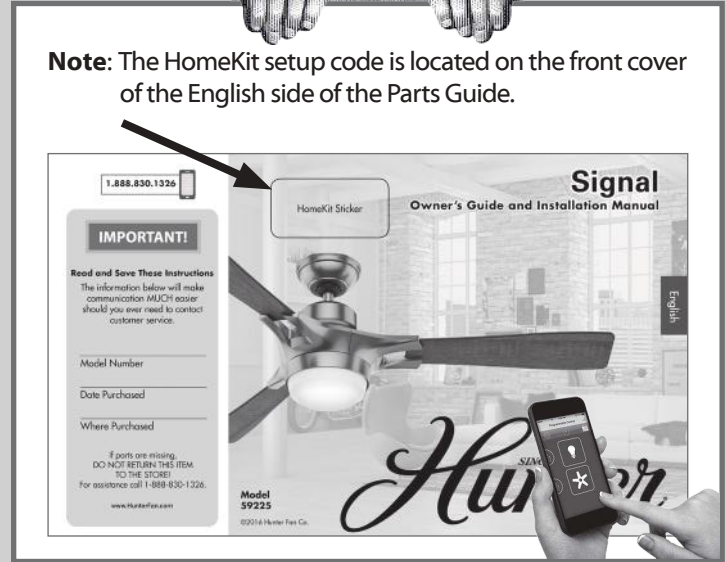 Note: The HomeKit setup code is located on the front cover
of the English side of the Parts Guide.
1.888.830.1326
IMPORTANT!
Read and Save These Instructions
The information below will make
communication MUCH easier
should you ever need to contact
customer service.
Model Number
Date Purchased
Where Purchased
If parts are missing,
DO NOT RETURN THIS ITEM
TO THE STORE!
For assistance call 1-888-830-1326.
www.HunterFan.com
HomeKit Sticker
Signal
Owner's Guide and Installation Manual
English
Hunter
Model
59225
©2016 Hunter Fan Co.